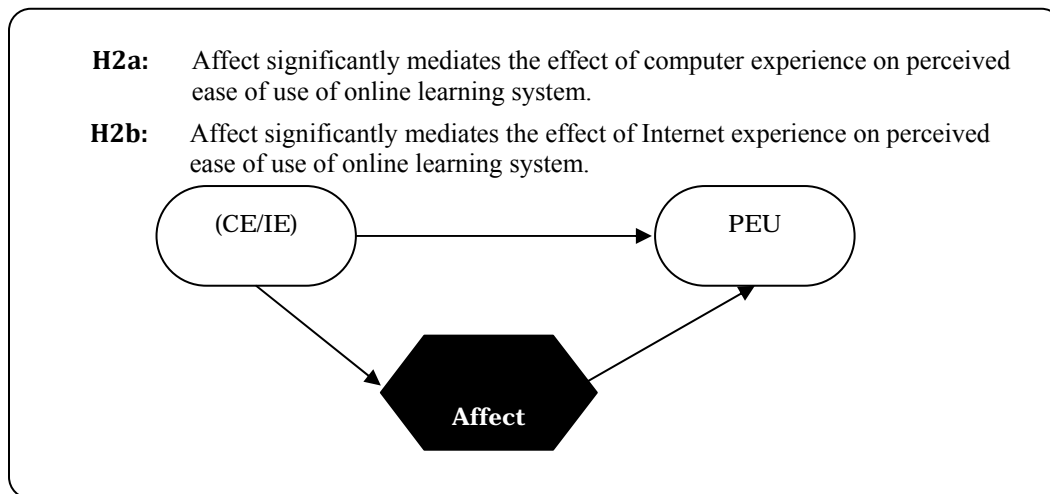 H2a: Affect significantly mediates the effect of computer experience on perceived
ease of use of online learning system.
H2b: Affect significantly mediates the effect of Internet experience on perceived
ease of use of online learning system.
(CE/IE) PEU
Affect